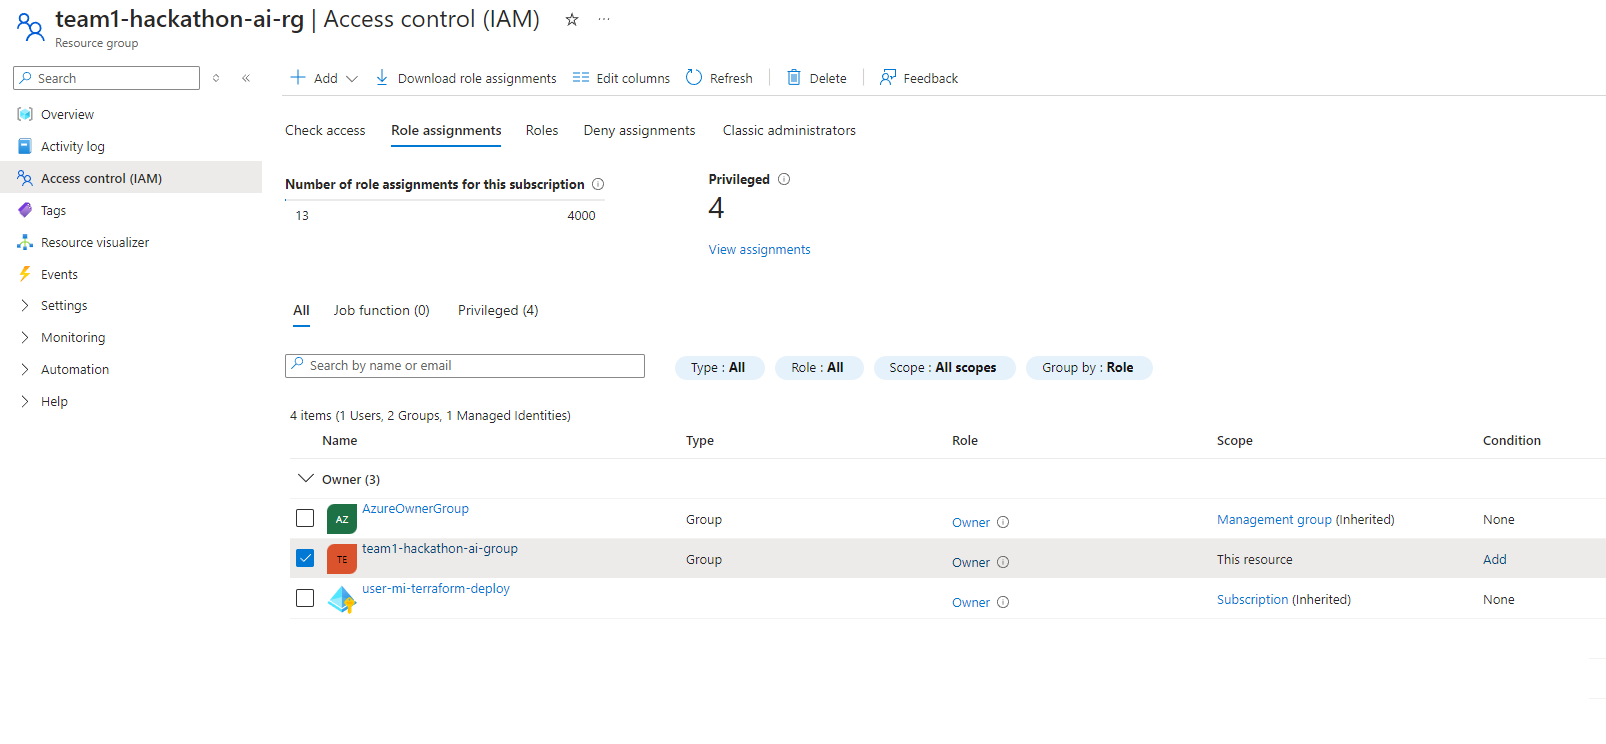 team1-hackathon-ai-rg | Access control (IAM)
Resource group
Search
Add
Download role assignments
Edit columns
Refresh
Delete
Feedback
Overview
Activity log
Access control (IAM)
Tags
Resource visualizer
Events
Settings
Monitoring
Automation
Help
Check access
Role assignments
Roles
Deny assignments
Classic administrators
Number of role assignments for this subscription
13
4000
Privileged
4
View assignments
All
Job function (0)
Privileged (4)
Search by name or email
Type : All
Role : All
Scope : All scopes
Group by : Role
4 items (1 Users, 2 Groups, 1 Managed Identities)
Name Type Role Scope Condition
Owner (3)
AZ AzureOwnerGroup Group Owner Management group (Inherited) None
TE team1-hackathon-ai-group Group Owner This resource Add
user-mi-terraform-deploy Owner Subscription (Inherited) None